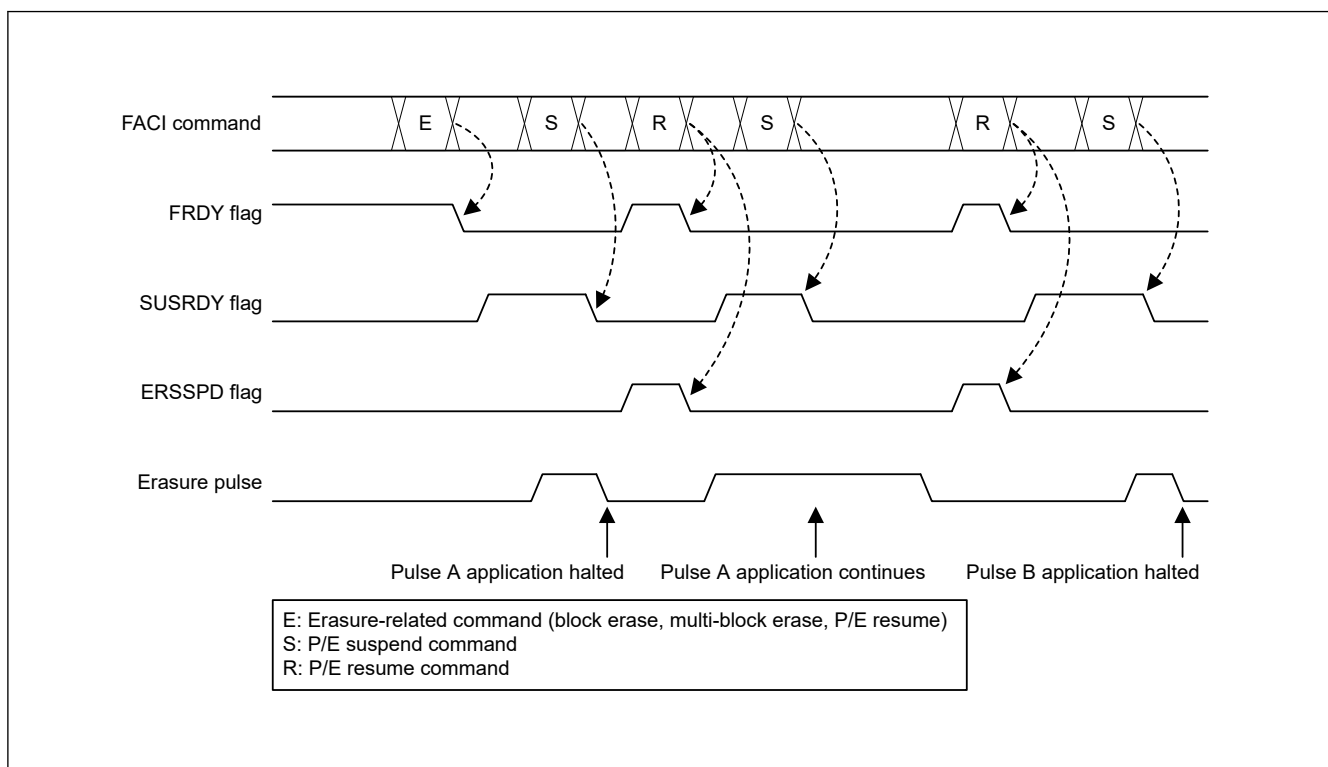 FACI command
E
S
R
S
R
S
FRDY flag
SUSRDY flag
ERSSPD flag
Erasure pulse
Pulse A application halted
Pulse A application continues
Pulse B application halted
E: Erasure-related command (block erase, multi-block erase, P/E resume)
S: P/E suspend command
R: P/E resume command